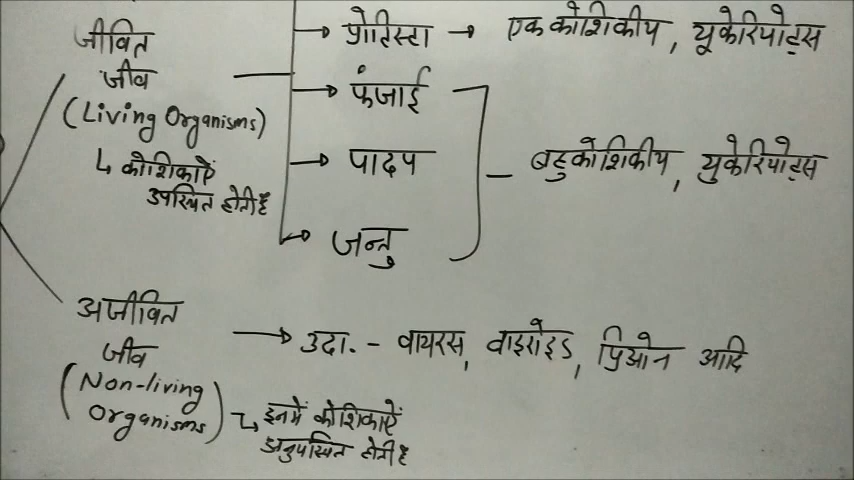 जीवित
जीव
(Living Organisms)
↳ कोशिकाऐं
उपस्थित होती है
→ प्रोटिस्टा → एक कोशिकीय, यूकेरियोट्स
→ फंजाई
→ पादप
→ जन्तु
- बहुकोशिकीय, युकेरियोट्स
अजीवित
जीव
(Non-living
Organisms)
→ उदा. - वायरस, वाइरोइड, प्रिओन आदि
↳ इनमें कोशिकाऐं
अनुपस्थित होती है